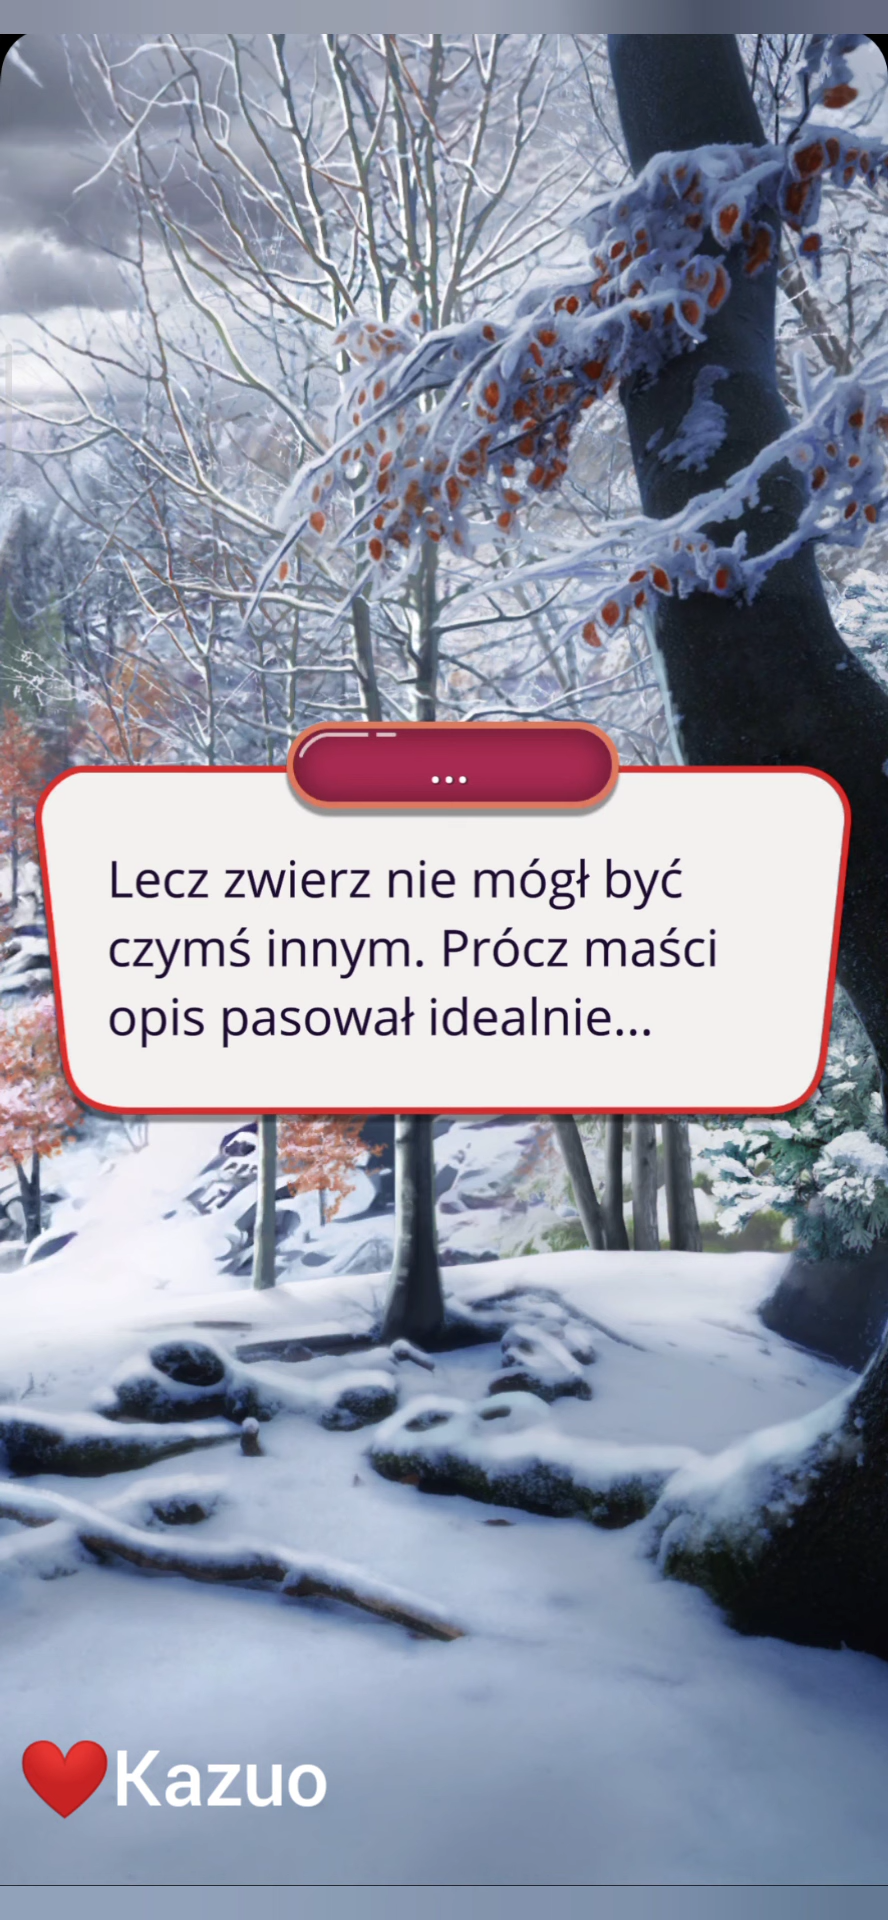 ...
Lecz zwierz nie mógł być
czymś innym. Prócz maści
opis pasował idealnie...
❤️Kazuo